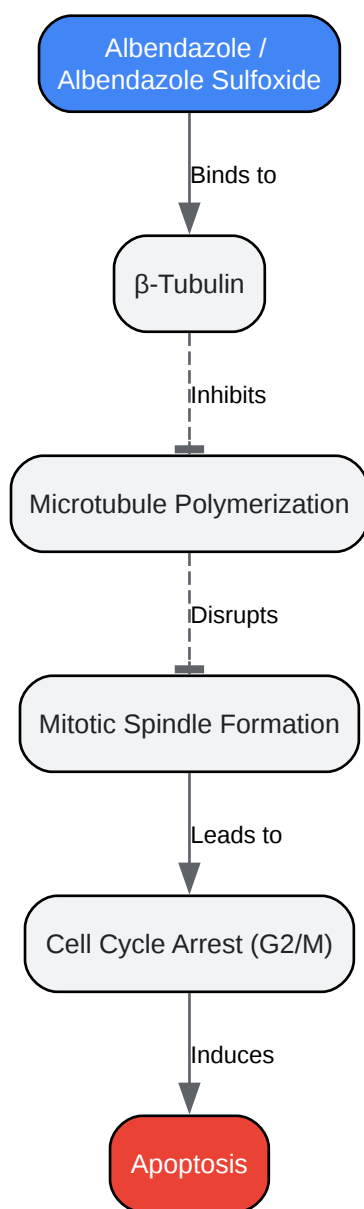 Albendazole /
Albendazole Sulfoxide
Binds to
β-Tubulin
Inhibits
Microtubule Polymerization
Disrupts
Mitotic Spindle Formation
Leads to
Cell Cycle Arrest (G2/M)
Induces
Apoptosis